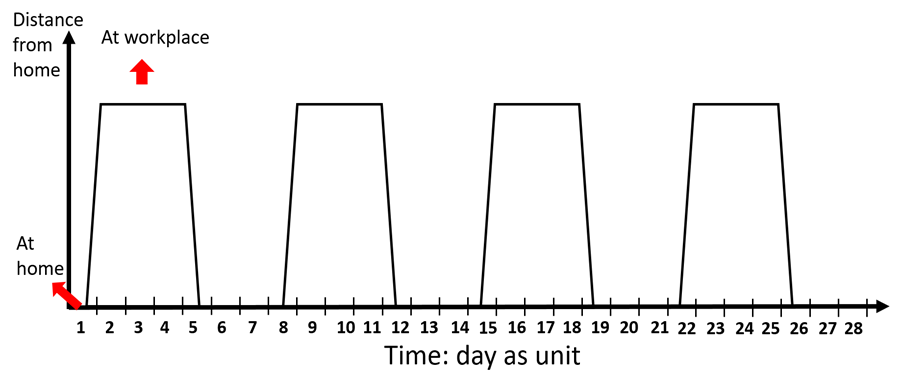 Distance
from
home
At workplace
At
home
1 2 3 4 5 6 7 8 9 10 11 12 13 14 15 16 17 18 19 20 21 22 23 24 25 26 27 28
Time: day as unit